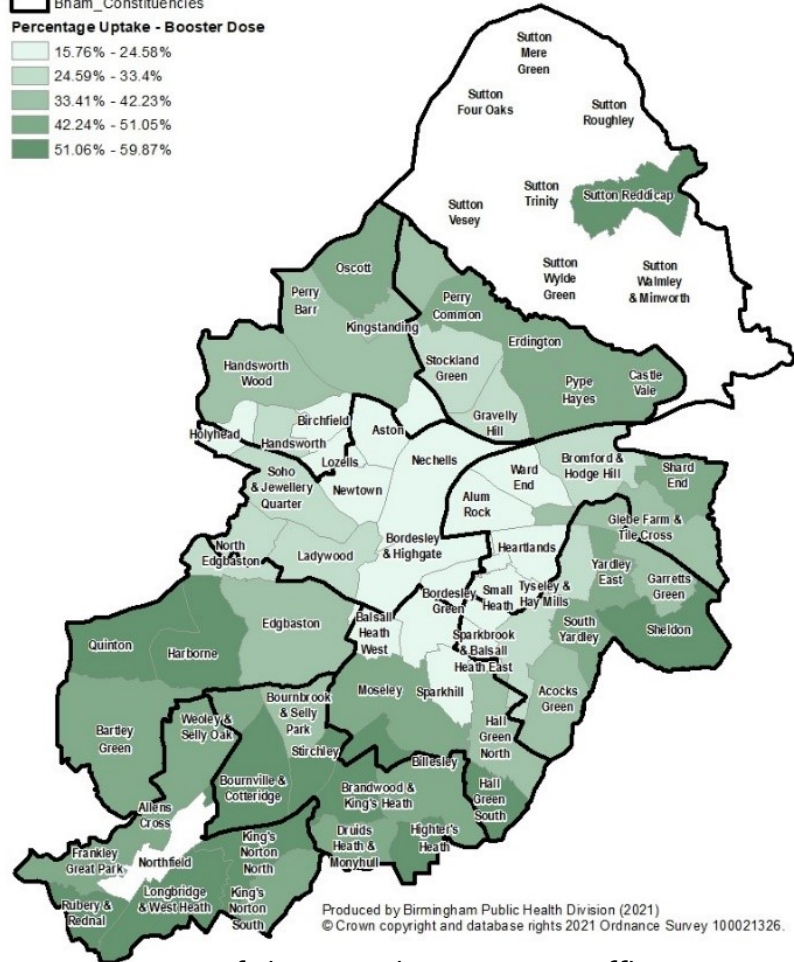 Bham_Constituencies
Percentage Uptake - Booster Dose
15.76% - 24.58%
24.59% - 33.4%
33.41% - 42.23%
42.24% - 51.05%
51.06% - 59.87%
Sutton
Mere
Green
Sutton
Four Oaks
Sutton
Roughley
Sutton
Trinity
Sutton Reddicap
Sutton
Vesey
Sutton
Wylde
Green
Sutton
Walmley
& Minworth
Oscott
Perry
Barr
Kingstanding
Perry
Common
Erdington
Handsworth
Wood
Stockland
Green
Pype
Hayes
Castle
Vale
Gravelly
Hill
Holyhead
Handsworth
Birchfield
Aston
Lozells
Nechells
Ward
End
Bromford &
Hodge Hill
Shard
End
Soho
& Jewellery
Quarter
Newtown
Alum
Rock
Glebe Farm &
Tile Cross
North
Edgbaston
Ladywood
Bordesley
& Highgate
Heartlands
Yardley
East
Garretts
Green
Bordesley
Green
Small
Heath
Tyseley &
Hay Mills
Edgbaston
Balsall
Heath
West
Sparkbrook
& Balsall
Heath East
South
Yardley
Sheldon
Quinton
Harborne
Moseley
Sparkhill
Acocks
Green
Bartley
Green
Weoley &
Selly Oak
Bournbrook
& Selly
Park
Stirchley
Hall
Green
North
Billesley
Bournville &
Cotteridge
Brandwood &
King's Heath
Hall
Green
South
Allens
Cross
Druids
Heath &
Monyhull
Highter's
Heath
Frankley
Great Park
Northfield
King's
Norton
North
Rubery &
Rednal
Longbridge
& West Heath
King's
Norton
South
Produced by Birmingham Public Health Division (2021)
© Crown copyright and database rights 2021 Ordnance Survey 100021326.